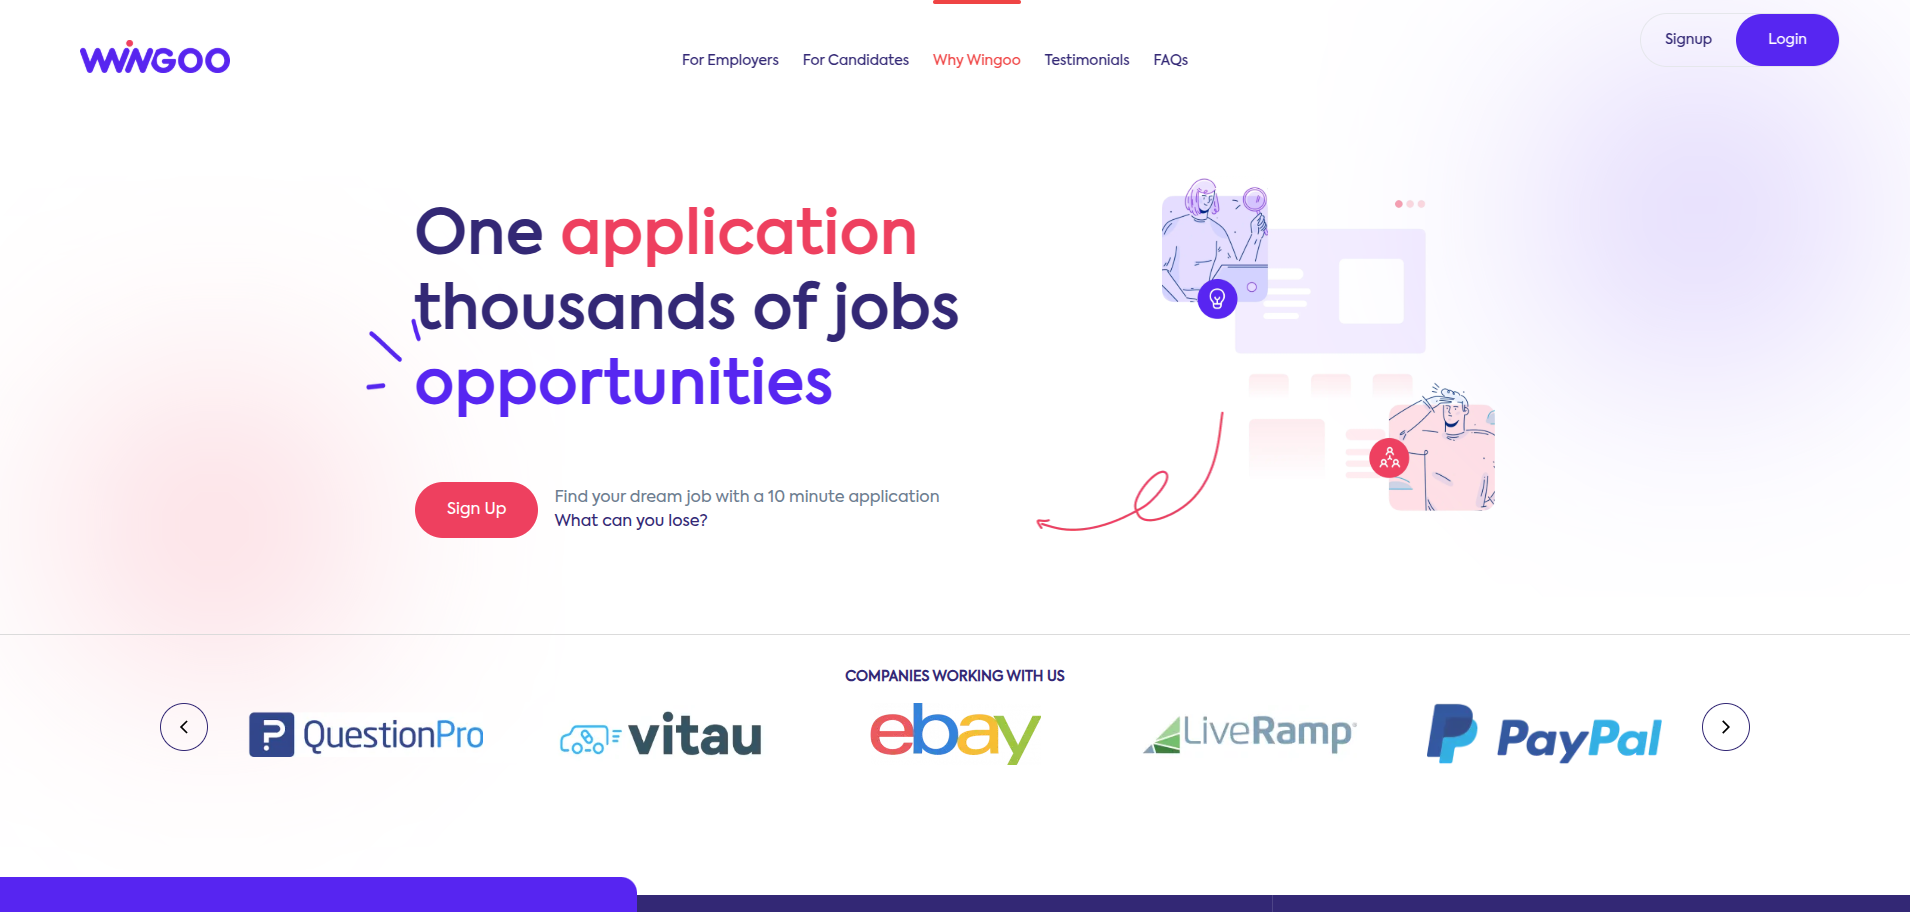 WINGOO
For Employers For Candidates Why Wingoo Testimonials FAQs
Signup Login
One application
thousands of jobs
opportunities
Sign Up
Find your dream job with a 10 minute application
What can you lose?
COMPANIES WORKING WITH US
QuestionPro vitau ebay LiveRamp PayPal